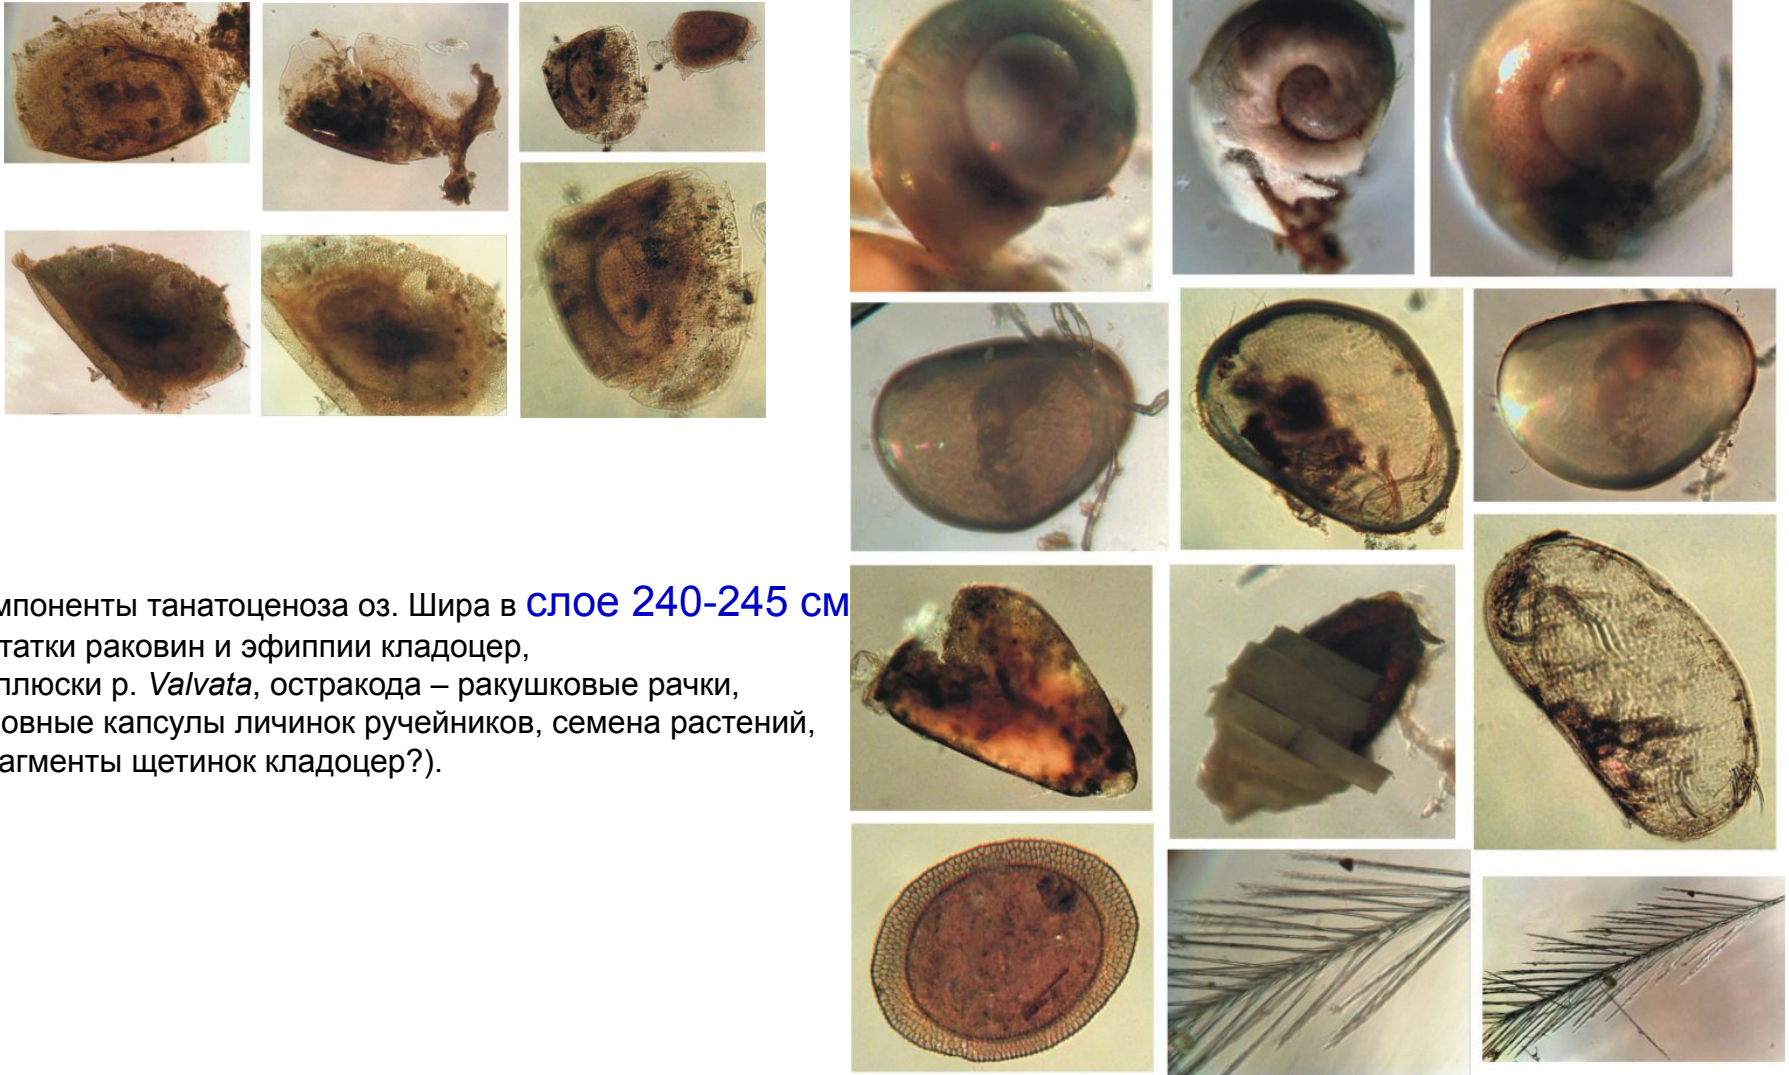 мпоненты танатоценоза оз. Шира в слое 240-245 см
татки раковин и эфиппии кладоцер,
плюски р. Valvata, остракода – ракушковые рачки,
овные капсулы личинок ручейников, семена растений,
агменты щетинок кладоцер?).